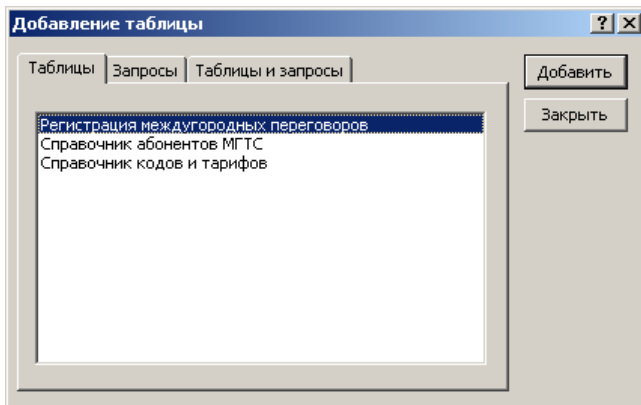 Добавление таблицы
Таблицы Запросы Таблицы и запросы
Добавить
Закрыть
Регистрация междугородных переговоров
Справочник абонентов МГТС
Справочник кодов и тарифов